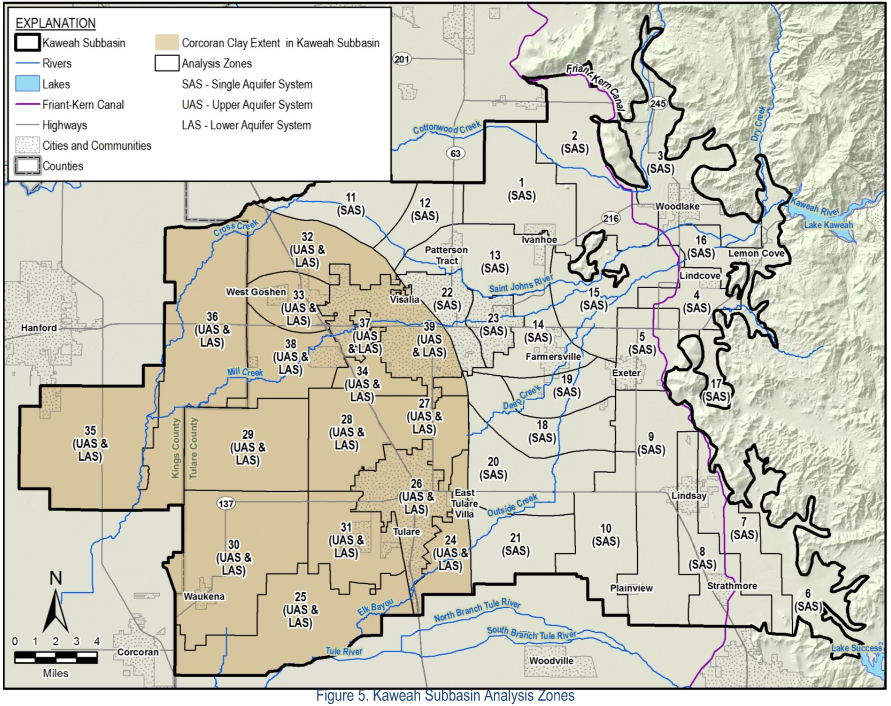 EXPLANATION
Kaweah Subbasin
Rivers
Lakes
Friant-Kern Canal
Highways
Cities and Communities
Counties
Corcoran Clay Extent in Kaweah Subbasin
Analysis Zones
SAS - Single Aquifer System
UAS - Upper Aquifer System
LAS - Lower Aquifer System
201
Friant-Kern Canal
245
Dry Creek
Cottonwood Creek
63
2
(SAS)
3
(SAS)
1
(SAS)
11
(SAS)
12
(SAS)
Woodlake
Kaweah River
Lake Kaweah
216
Cross Creek
32
(UAS &
LAS)
Patterson
Tract
Ivanhoe
13
(SAS)
16
(SAS)
Lemon Cove
Lindcove
Saint Johns River
West Goshen
33
(UAS &
LAS)
Visalia
22
(SAS)
15
(SAS)
4
(SAS)
Hanford
36
(UAS &
LAS)
37
(UAS
& LAS)
39
(UAS
& LAS)
23
(SAS)
14
(SAS)
Farmersville
5
(SAS)
38
(UAS &
LAS)
Mill Creek
34
(UAS &
LAS)
Exeter
19
(SAS)
17
(SAS)
Deep Creek
27
(UAS &
LAS)
35
(UAS &
LAS)
Kings County
Tulare County
29
(UAS &
LAS)
28
(UAS &
LAS)
18
(SAS)
9
(SAS)
20
(SAS)
137
26
(UAS &
LAS)
East
Tulare
Villa
Outside Creek
Lindsay
30
(UAS &
LAS)
31
(UAS &
LAS)
Tulare
24
(UAS &
LAS)
21
(SAS)
10
(SAS)
7
(SAS)
8
(SAS)
N
Waukena
25
(UAS &
LAS)
Elk Bayou
Plainview
Strathmore
6
(SAS)
North Branch Tule River
South Branch Tule River
0 1 2 3 4
Miles
Corcoran
Tule River
Woodville
Lake Success
Figure 5. Kaweah Subbasin Analysis Zones